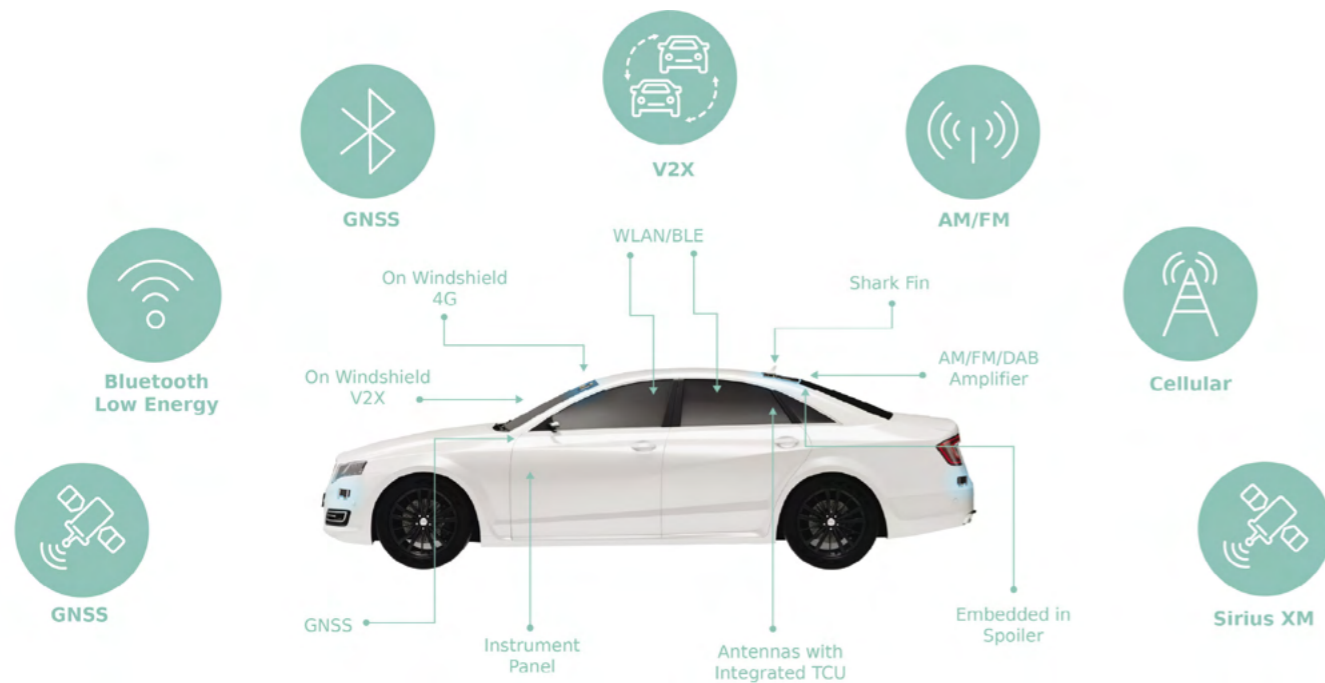 V2X
GNSS
AM/FM
WLAN/BLE
On Windshield
4G
Shark Fin
Bluetooth
Low Energy
On Windshield
V2X
AM/FM/DAB
Amplifier
Cellular
GNSS
GNSS
Instrument
Panel
Antennas with
Integrated TCU
Embedded in
Spoiler
Sirius XM